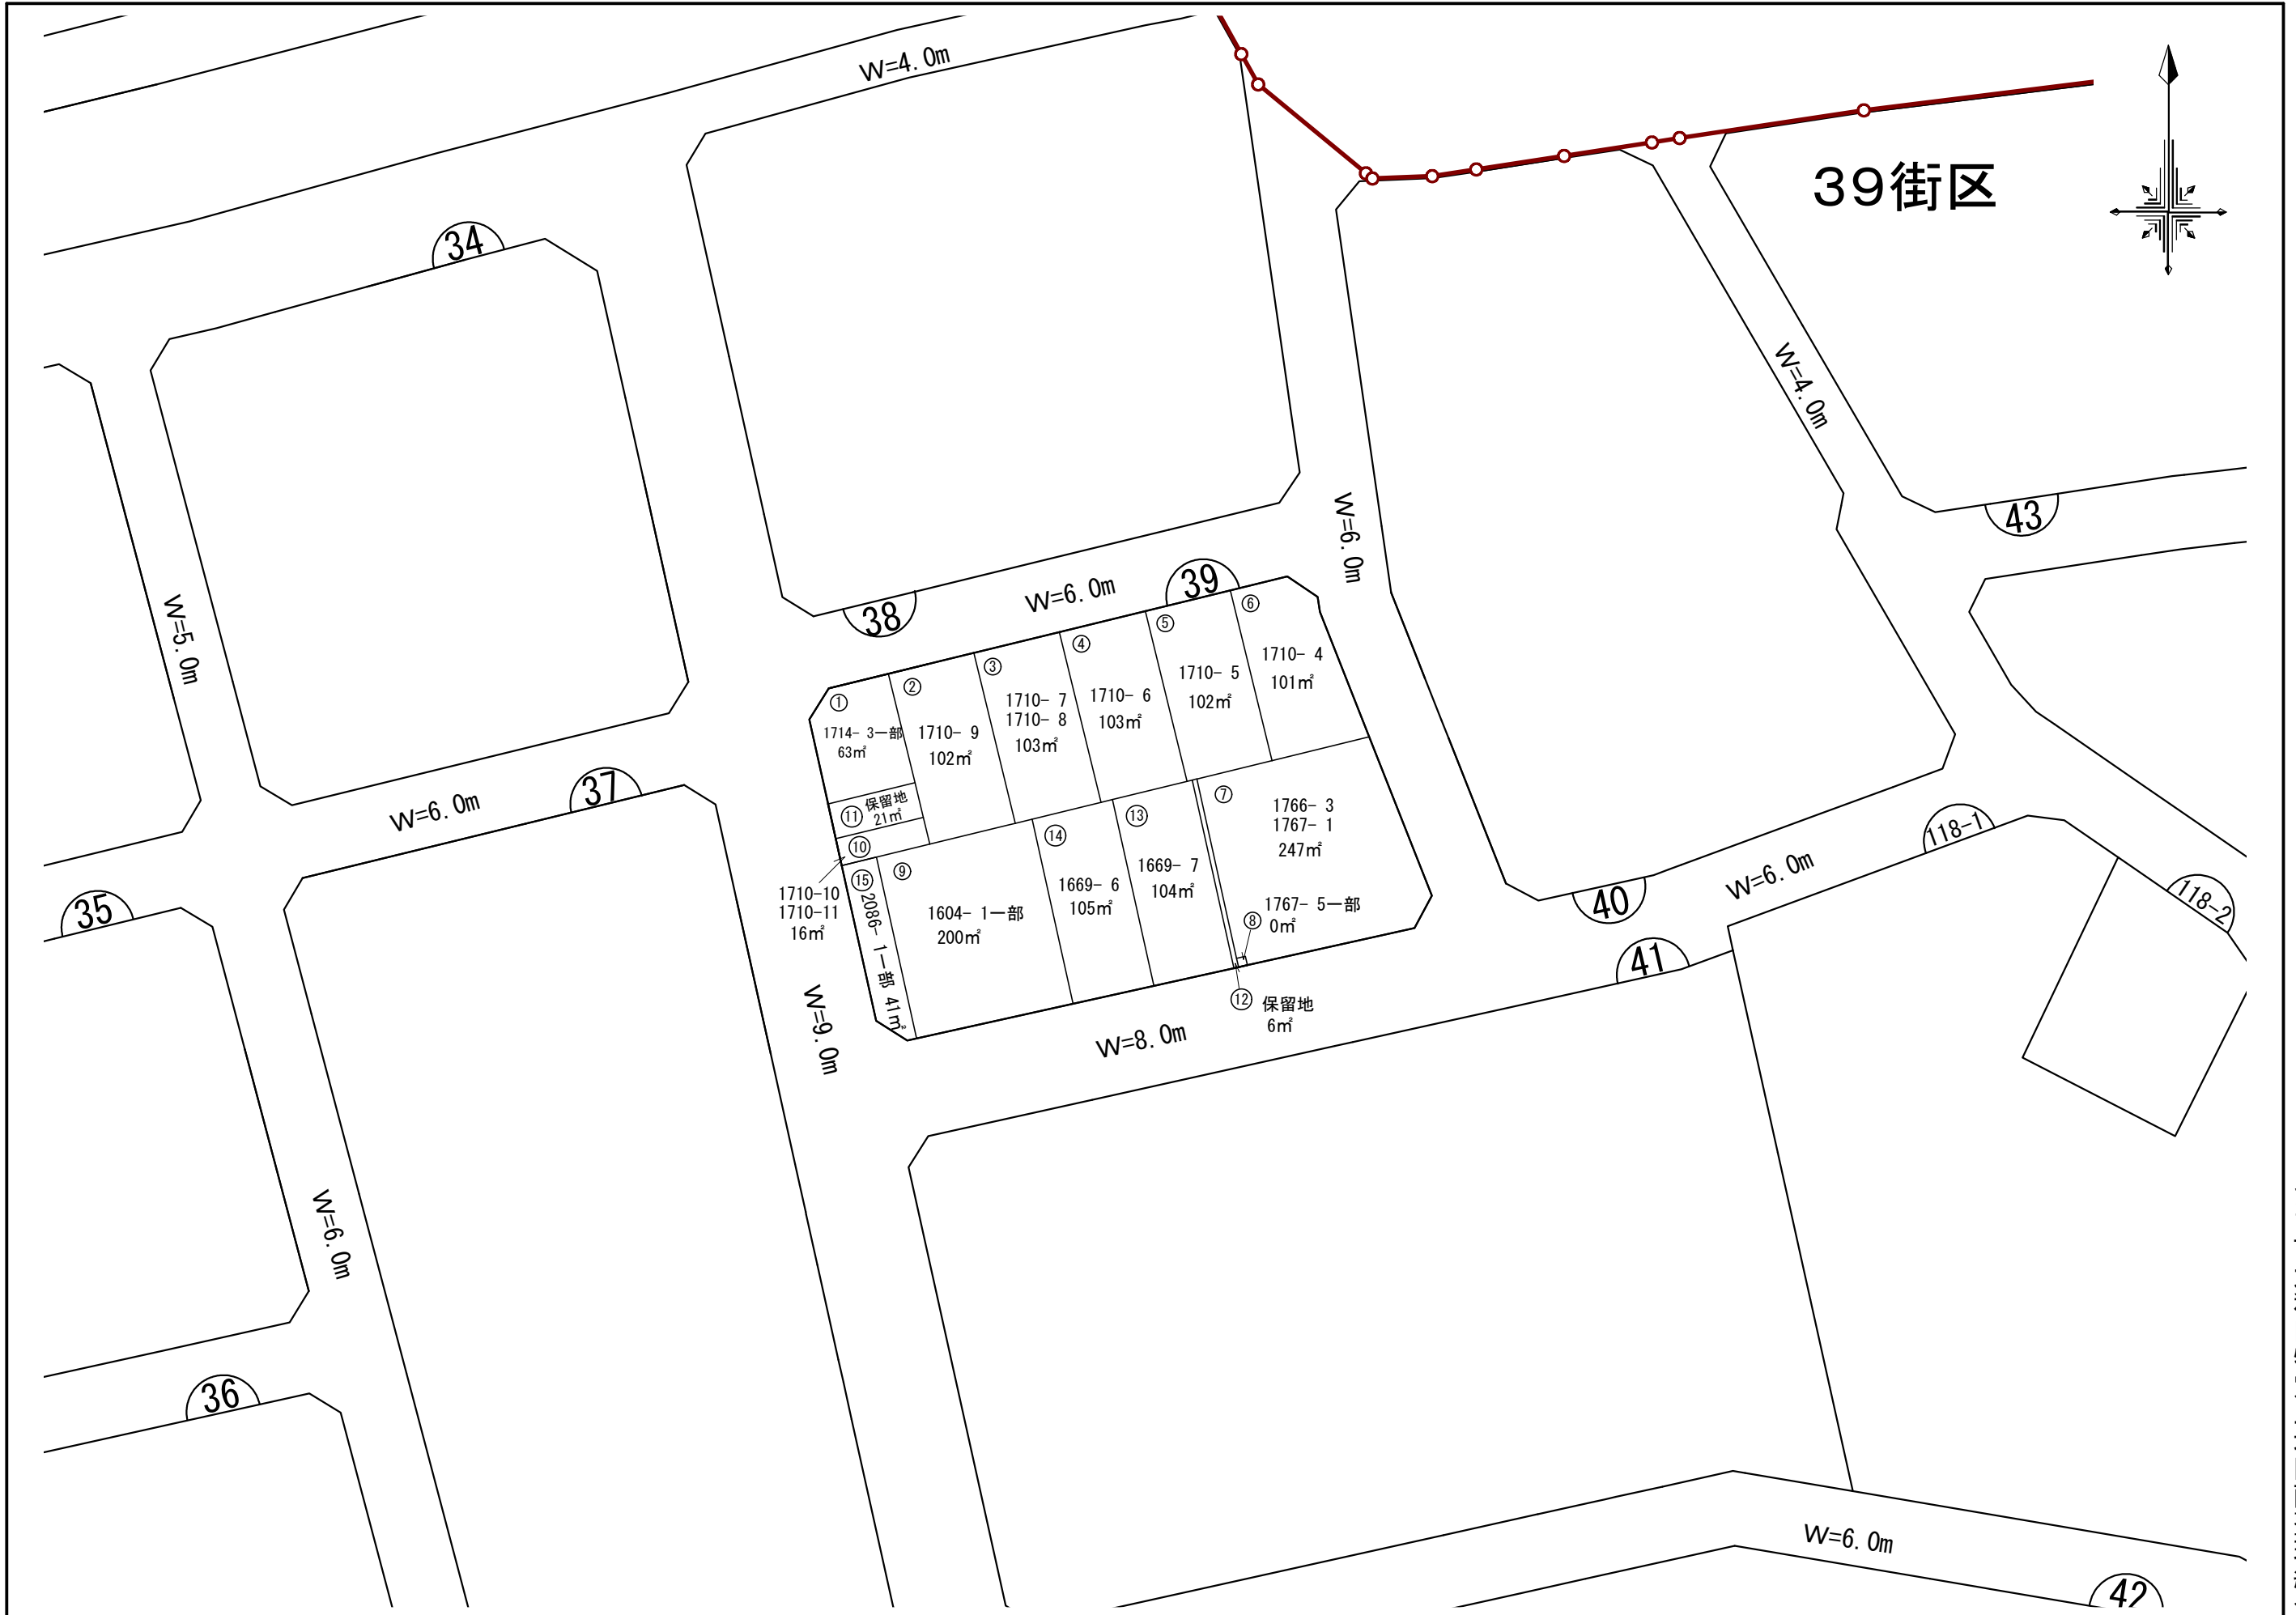 W=4.0m
39街区
34
W=4.0m
W=6.0m
43
39
W=6.0m
38
W=5.0m
⑥
⑤
④
③
②
①
1710- 4
101㎡
1710- 5
102㎡
1710- 6
103㎡
1710- 7
1710- 8
103㎡
1710- 9
102㎡
1714- 3一部
63㎡
37
W=6.0m
⑪
保留地
21㎡
⑩
1710-10
1710-11
16㎡
⑮
2086- 1一部 41㎡
⑨
1604- 1一部
200㎡
⑭
1669- 6
105㎡
⑬
1669- 7
104㎡
⑦
1766- 3
1767- 1
247㎡
⑧
1767- 5一部
0㎡
⑫
保留地
6㎡
118-1
W=6.0m
118-2
40
41
35
W=9.0m
W=8.0m
W=6.0m
36
W=6.0m
42